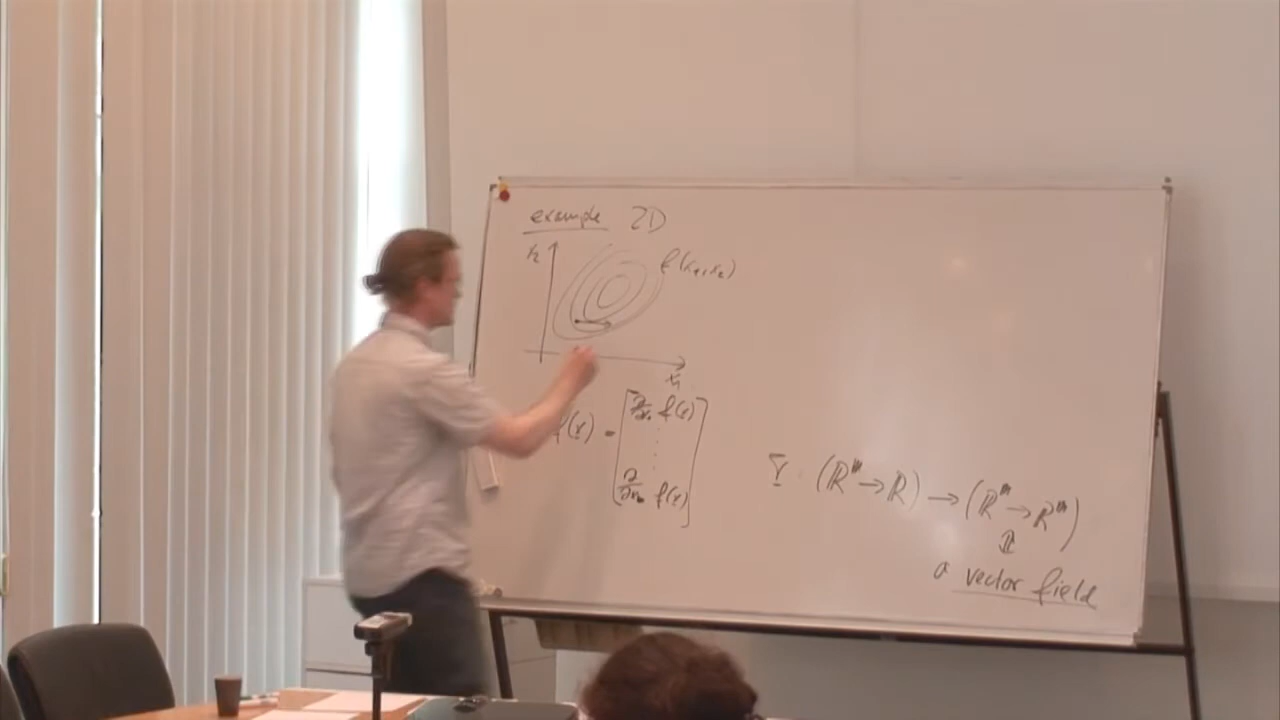 example 2D
x₂
f(x₁,x₂)
x₁
f(x) = [∂/∂x₁ f(x)
⋮
∂/∂xₙ f(x)]
∇ : (ℝⁿ → ℝ) → (ℝⁿ → ℝⁿ)
a vector field